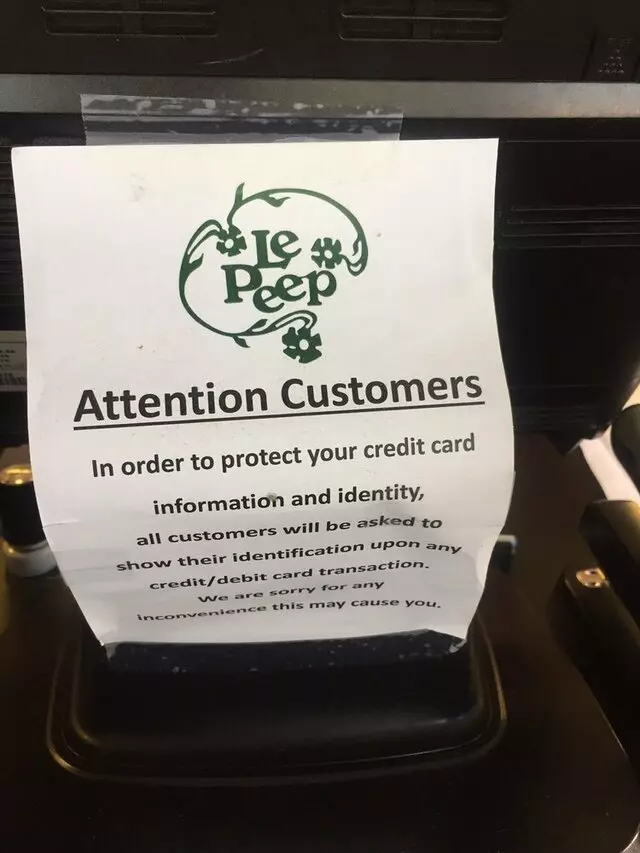 Le
Peep
Attention Customers
In order to protect your credit card
information and identity,
all customers will be asked to
show their identification upon any
credit/debit card transaction.
We are sorry for any
inconvenience this may cause you.